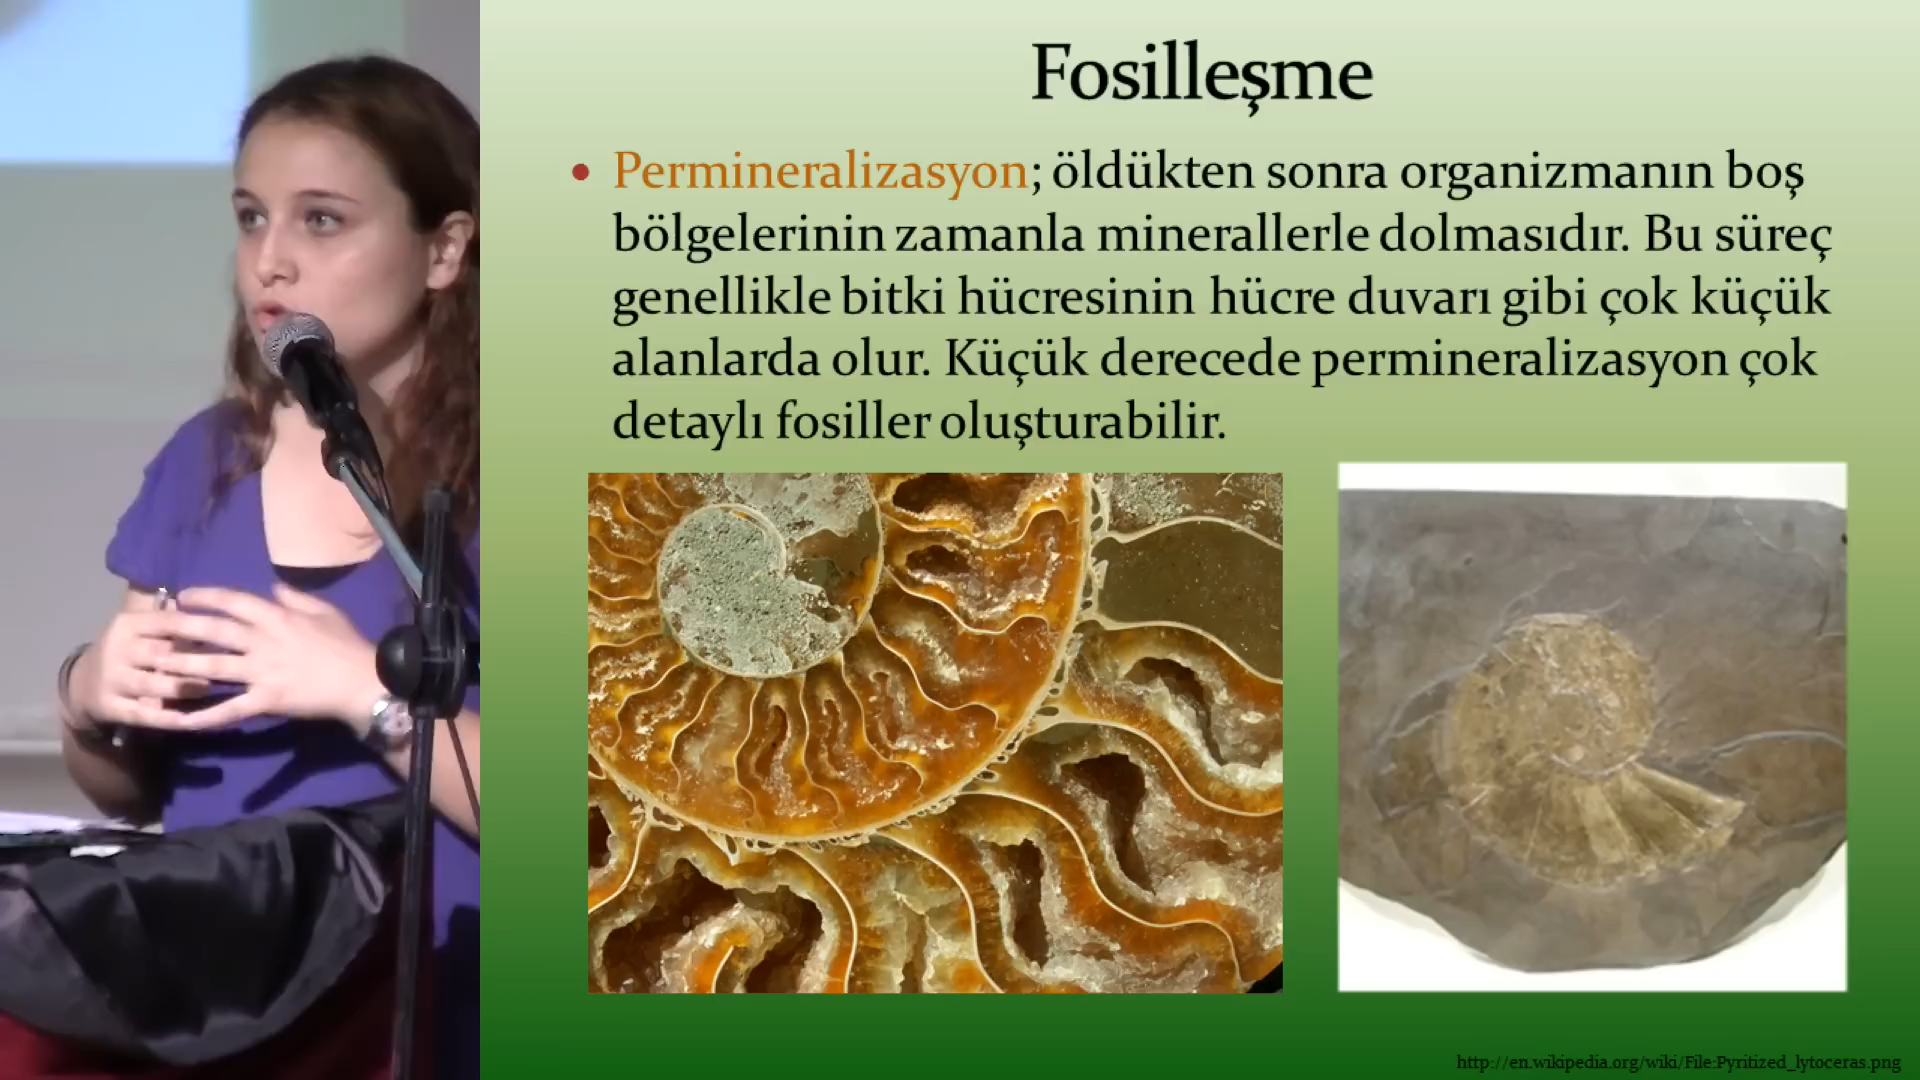 Fosilleşme
Permineralizasyon; öldükten sonra organizmanın boş
bölgelerinin zamanla minerallerle dolmasıdır. Bu süreç
genellikle bitki hücresinin hücre duvarı gibi çok küçük
alanlarda olur. Küçük derecede permineralizasyon çok
detaylı fosiller oluşturabilir.
http://en.wikipedia.org/wiki/File:Pyritized_lytoceras.png